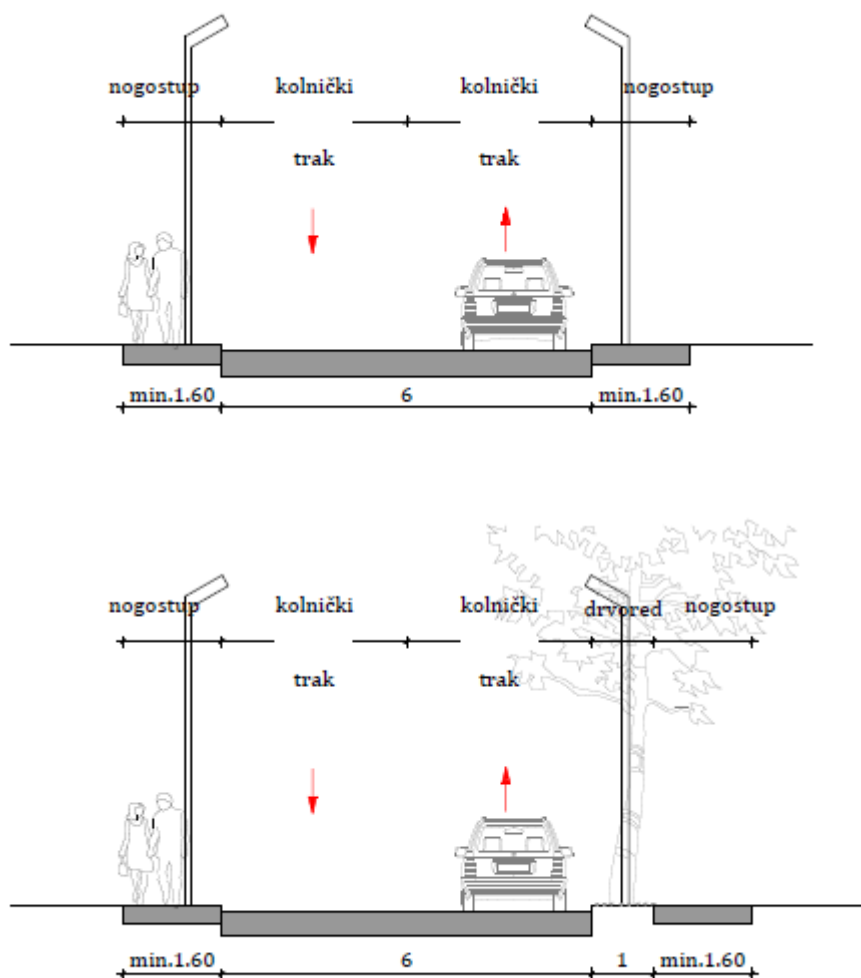 nogostup kolnički kolnički nogostup
trak trak
min.1.60 6 min.1.60
nogostup kolnički kolnički drvored nogostup
trak trak
min.1.60 6 1 min.1.60